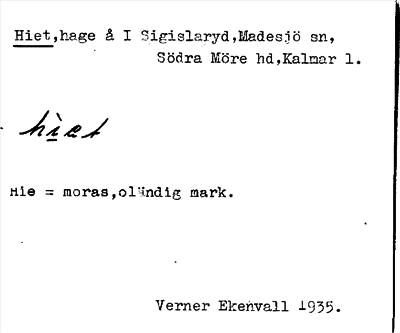 Hiet,hage å I Sigislaryd,Madesjö sn,
Södra Möre hd,Kalmar l.
hiet
Hie = moras,oländig mark.
Verner Ekenvall 1935.